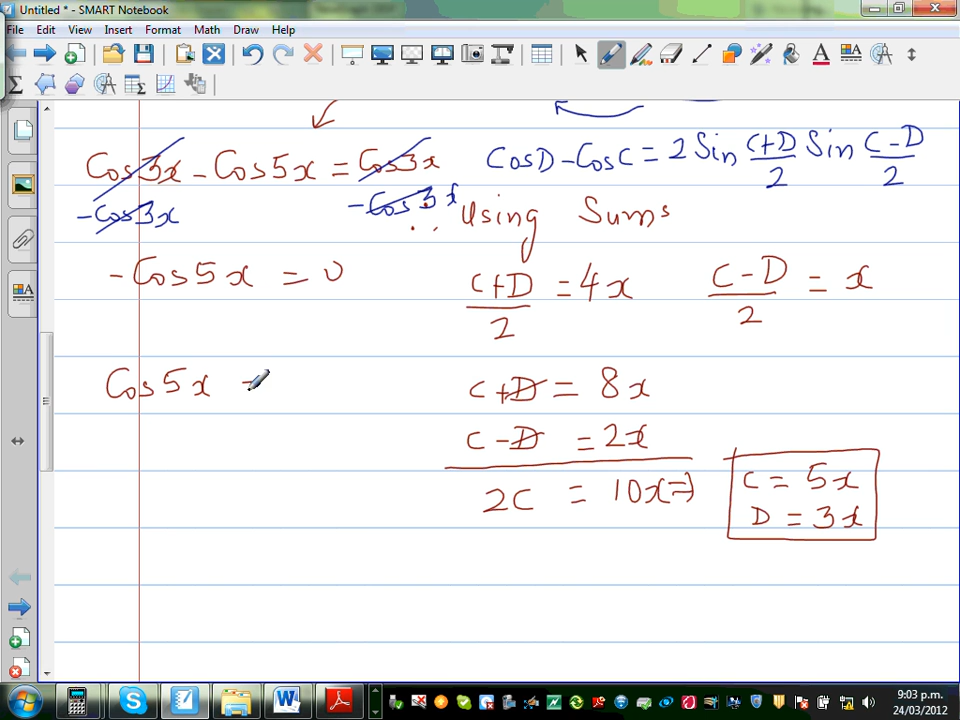 Untitled * - SMART Notebook
File Edit View Insert Format Math Draw Help
Cos3x - Cos5x = Cos3x
CosD - CosC = 2 Sin C+D/2 Sin C-D/2
-Cos3x -Cos3x
∴ Using Sums
-Cos5x = 0
C+D/2 = 4x C-D/2 = x
Cos5x =
C+D = 8x
C-D = 2x
2C = 10x ⇒
C = 5x
D = 3x
9:03 p.m.
24/03/2012